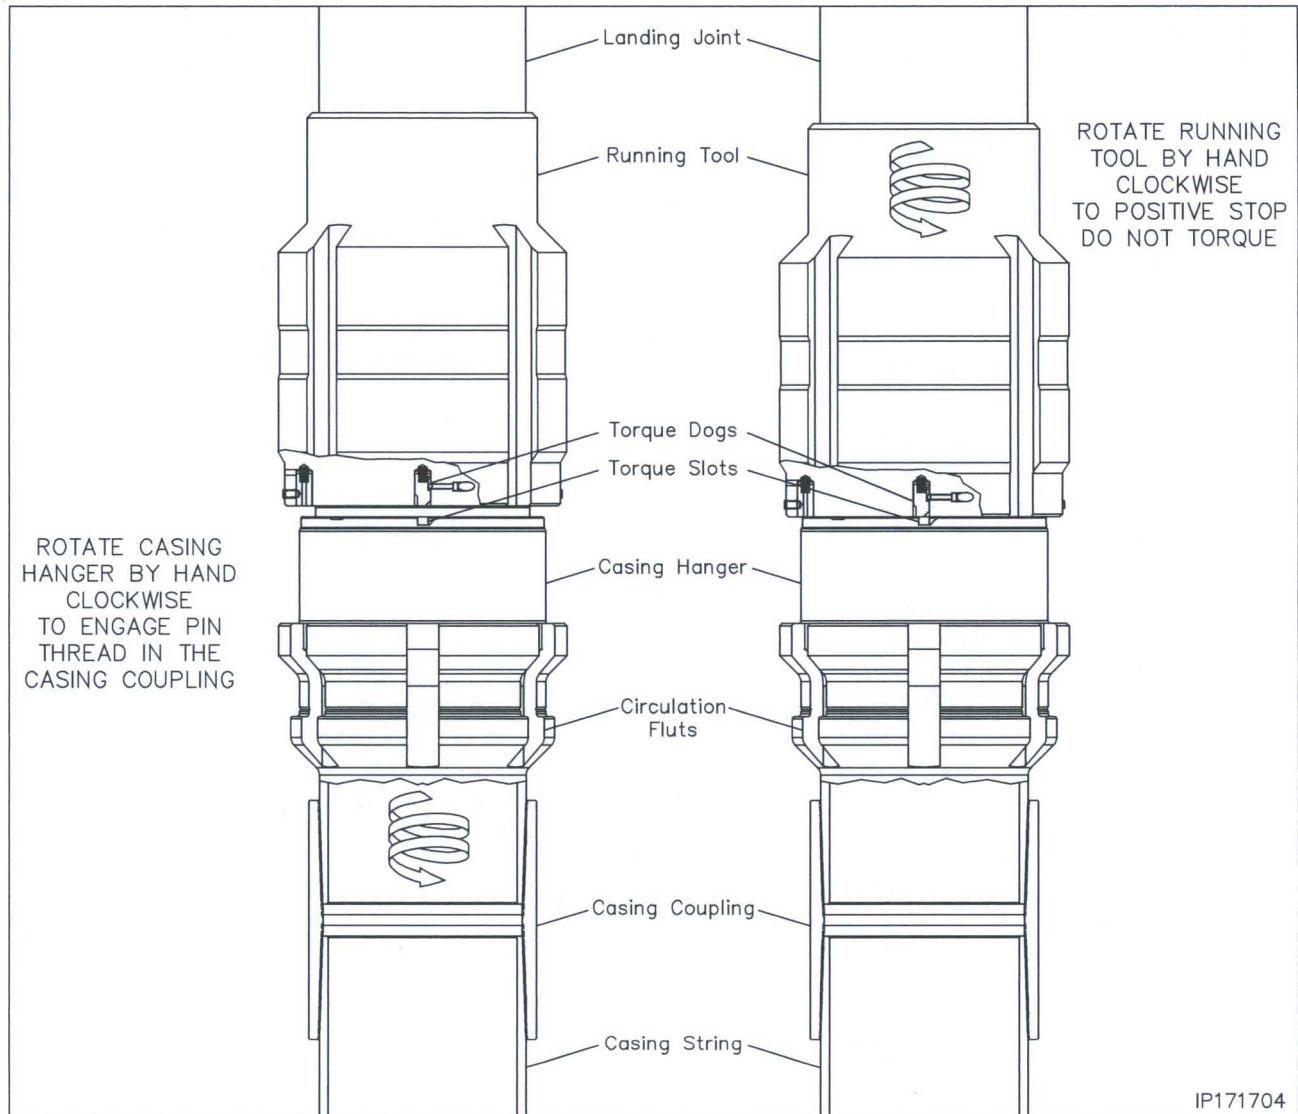 Landing Joint
Running Tool
ROTATE RUNNING
TOOL BY HAND
CLOCKWISE
TO POSITIVE STOP
DO NOT TORQUE
Torque Dogs
Torque Slots
ROTATE CASING
HANGER BY HAND
CLOCKWISE
TO ENGAGE PIN
THREAD IN THE
CASING COUPLING
Casing Hanger
Circulation
Fluts
Casing Coupling
Casing String
IP171704